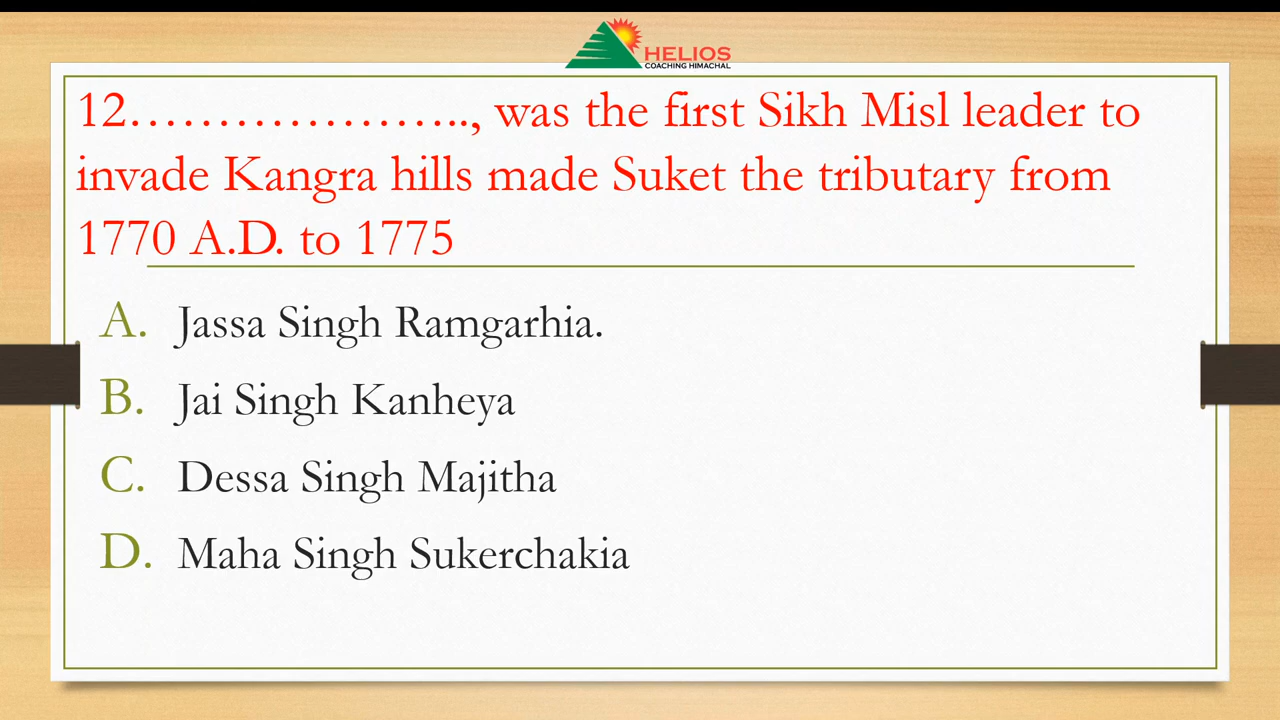 HELIOS
COACHING HIMACHAL
12………………….., was the first Sikh Misl leader to
invade Kangra hills made Suket the tributary from
1770 A.D. to 1775
A. Jassa Singh Ramgarhia.
B. Jai Singh Kanheya
C. Dessa Singh Majitha
D. Maha Singh Sukerchakia